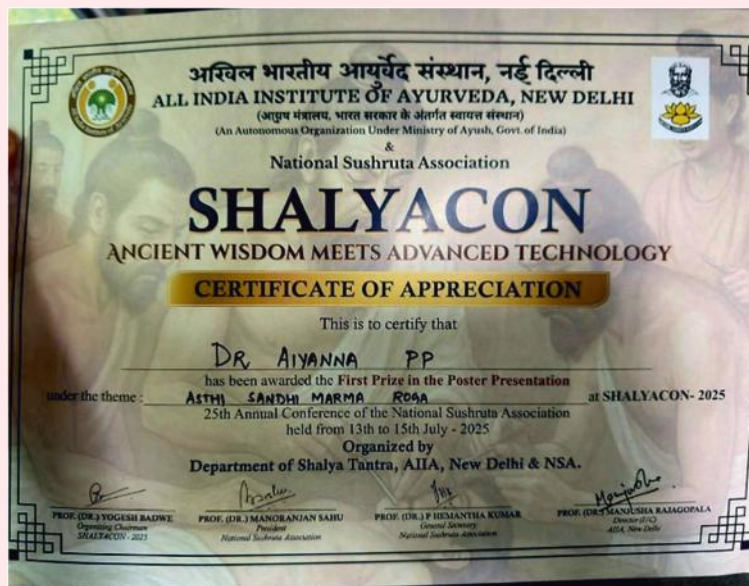 अखिल भारतीय आयुर्वेद संस्थान, नई दिल्ली
ALL INDIA INSTITUTE OF AYURVEDA, NEW DELHI
(आयुष मंत्रालय, भारत सरकार के अंतर्गत स्वायत्त संस्थान)
(An Autonomous Organization Under Ministry of Ayush, Govt. of India)
&
National Sushruta Association
SHALYACON
ANCIENT WISDOM MEETS ADVANCED TECHNOLOGY
CERTIFICATE OF APPRECIATION
This is to certify that
DR AIYANNA PP
has been awarded the First Prize in the Poster Presentation
under the theme : ASTHI SANDHI MARMA ROGA at SHALYACON- 2025
25th Annual Conference of the National Sushruta Association
held from 13th to 15th July - 2025
Organized by
Department of Shalya Tantra, AIIA, New Delhi & NSA.
PROF. (DR.) YOGESH BADWE
Organizing Chairman
SHALYACON - 2025
PROF. (DR.) MANORANJAN SAHU
President
National Sushruta Association
PROF. (DR.) P HEMANTHA KUMAR
General Secretary
National Sushruta Association
PROF. (DR.) MANJUSHA RAJAGOPALA
Director (I/C)
AIIA, New Delhi